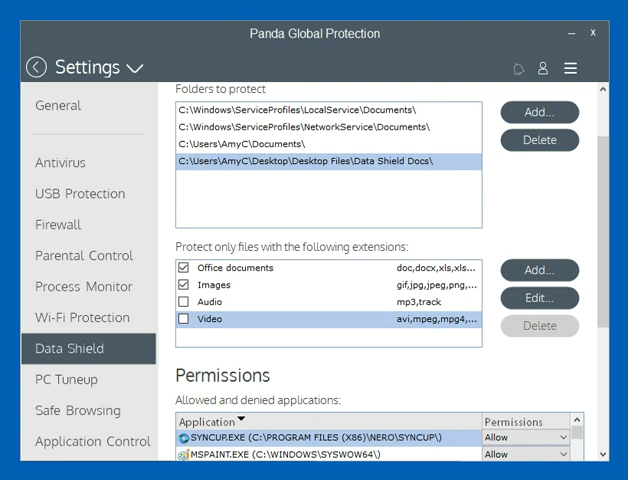 Panda Global Protection
Settings
General
Antivirus
USB Protection
Firewall
Parental Control
Process Monitor
Wi-Fi Protection
Data Shield
PC Tuneup
Safe Browsing
Application Control
Folders to protect
C:\Windows\ServiceProfiles\LocalService\Documents\
C:\Windows\ServiceProfiles\NetworkService\Documents\
C:\Users\AmyC\Documents\
C:\Users\AmyC\Desktop\Desktop Files\Data Shield Docs\
Add...
Delete
Protect only files with the following extensions:
Office documents doc,docx,xls,xls...
Images gif,jpg,jpeg,png,...
Audio mp3,track
Video avi,mpeg,mpg4,...
Add...
Edit...
Delete
Permissions
Allowed and denied applications:
Application Permissions
SYNCUP.EXE (C:\PROGRAM FILES (X86)\NERO\SYNCUP\) Allow
MSPAINT.EXE (C:\WINDOWS\SYSWOW64\) Allow